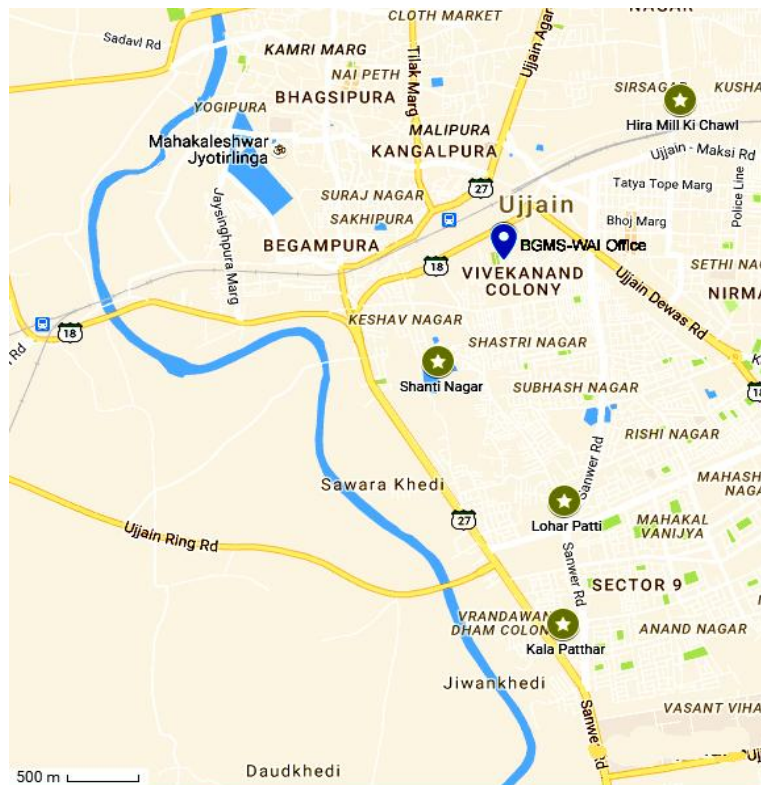 CLOTH MARKET
NAGAR
Sadavl Rd
KAMRI MARG
Tilak Marg
Ujjain Agar
NAI PETH
BHAGSIPURA
SIRSAGAR
KUSHA
YOGIPURA
Hira Mill Ki Chawl
MALIPURA
Mahakaleshwar
Jyotirlinga
KANGALPURA
Ujjain - Maksi Rd
27
Tatya Tope Marg
Police Line
SURAJ NAGAR
Ujjain
SAKHIPURA
Bhoj Marg
Jaysinghpura Marg
BEGAMPURA
BGMS-WAI Office
18
VIVEKANAND
COLONY
SETHI NAG
NIRMA
Ujjain Dewas Rd
KESHAV NAGAR
18
Rd
SHASTRI NAGAR
Shanti Nagar
SUBHASH NAGAR
18
RISHI NAGAR
Sanwer Rd
Sawara Khedi
MAHASH
NAGA
27
Lohar Patti
MAHAKAL
VANIJYA
Ujjain Ring Rd
Sanwer Rd
SECTOR 9
VRANDAWAN
DHAM COLON
ANAND NAGAR
Kala Patthar
Jiwankhedi
Sanwer Rd
VASANT VIHA
Daudkhedi
500 m
Ujj